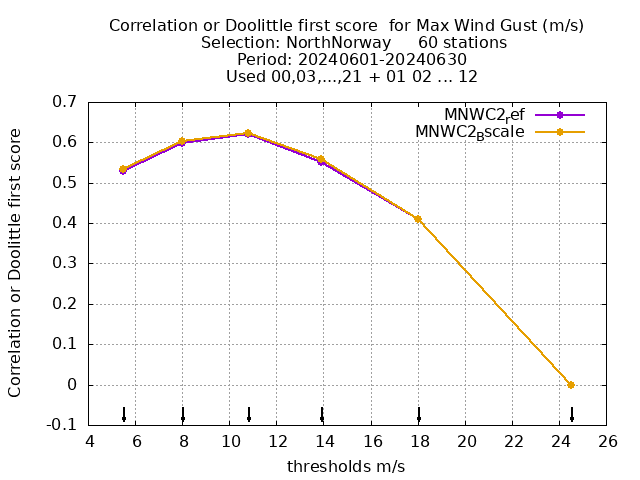 Correlation or Doolittle first score  for Max Wind Gust (m/s)
Selection: NorthNorway     60 stations
Period: 20240601-20240630
Used 00,03,...,21 + 01 02 ... 12
MNWC2_ref
MNWC2_Bscale
Correlation or Doolittle first score
0.7
0.6
0.5
0.4
0.3
0.2
0.1
0
-0.1
4 6 8 10 12 14 16 18 20 22 24 26
thresholds m/s